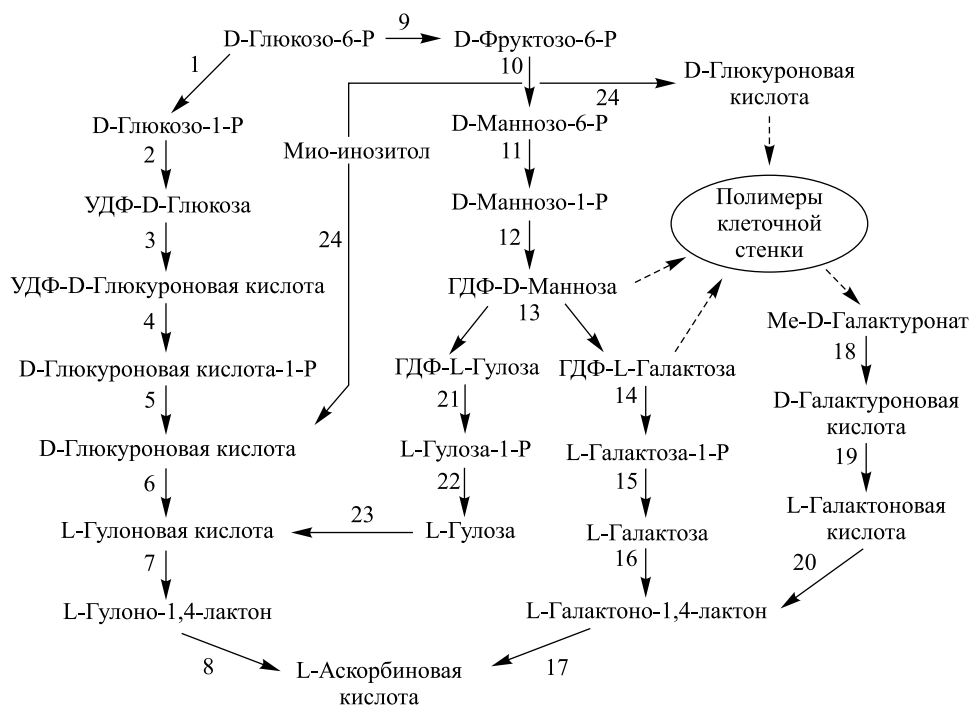 9
D-Глюкозо-6-Р
D-Фруктозо-6-Р
1
10
D-Глюкуроновая
кислота
24
D-Глюкозо-1-Р
D-Маннозо-6-Р
2
Мио-инозитол
11
УДФ-D-Глюкоза
D-Маннозо-1-Р
Полимеры
клеточной
стенки
3
24
12
УДФ-D-Глюкуроновая кислота
ГДФ-D-Манноза
13
4
Ме-D-Галактуронат
18
D-Глюкуроновая кислота-1-Р
ГДФ-L-Гулоза
ГДФ-L-Галактоза
5
21
14
D-Галактуроновая
кислота
D-Глюкуроновая кислота
L-Гулоза-1-Р
L-Галактоза-1-Р
19
6
22
15
L-Галактоновая
кислота
L-Гулоновая кислота
23
L-Гулоза
L-Галактоза
7
16
20
L-Гулоно-1,4-лактон
L-Галактоно-1,4-лактон
8
17
L-Аскорбиновая
кислота